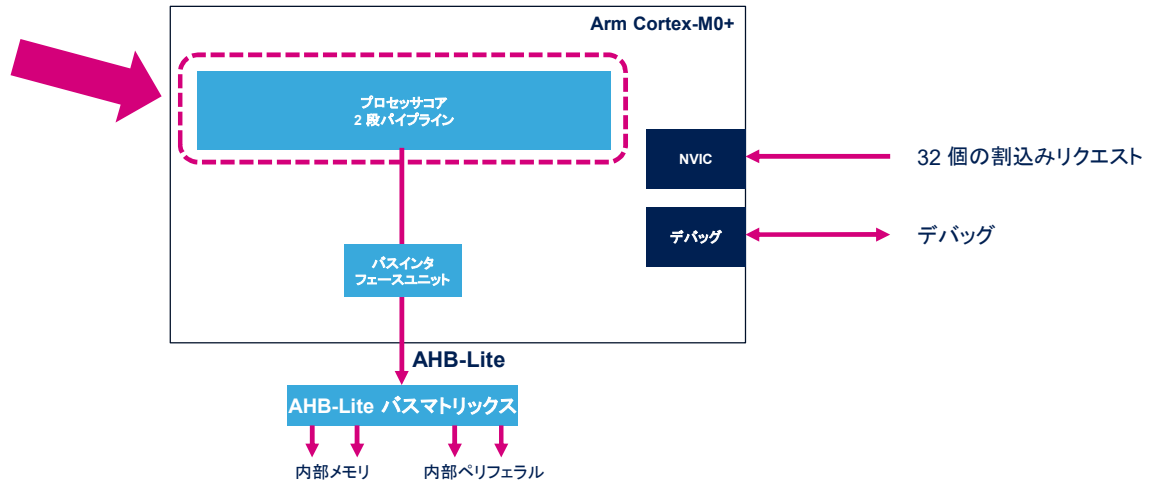 Arm Cortex-M0+
プロセッサコア
2 段パイプライン
NVIC
32 個の割込みリクエスト
デバッグ
デバッグ
バスインタ
フェースユニット
AHB-Lite
AHB-Lite バスマトリックス
内部メモリ
内部ペリフェラル